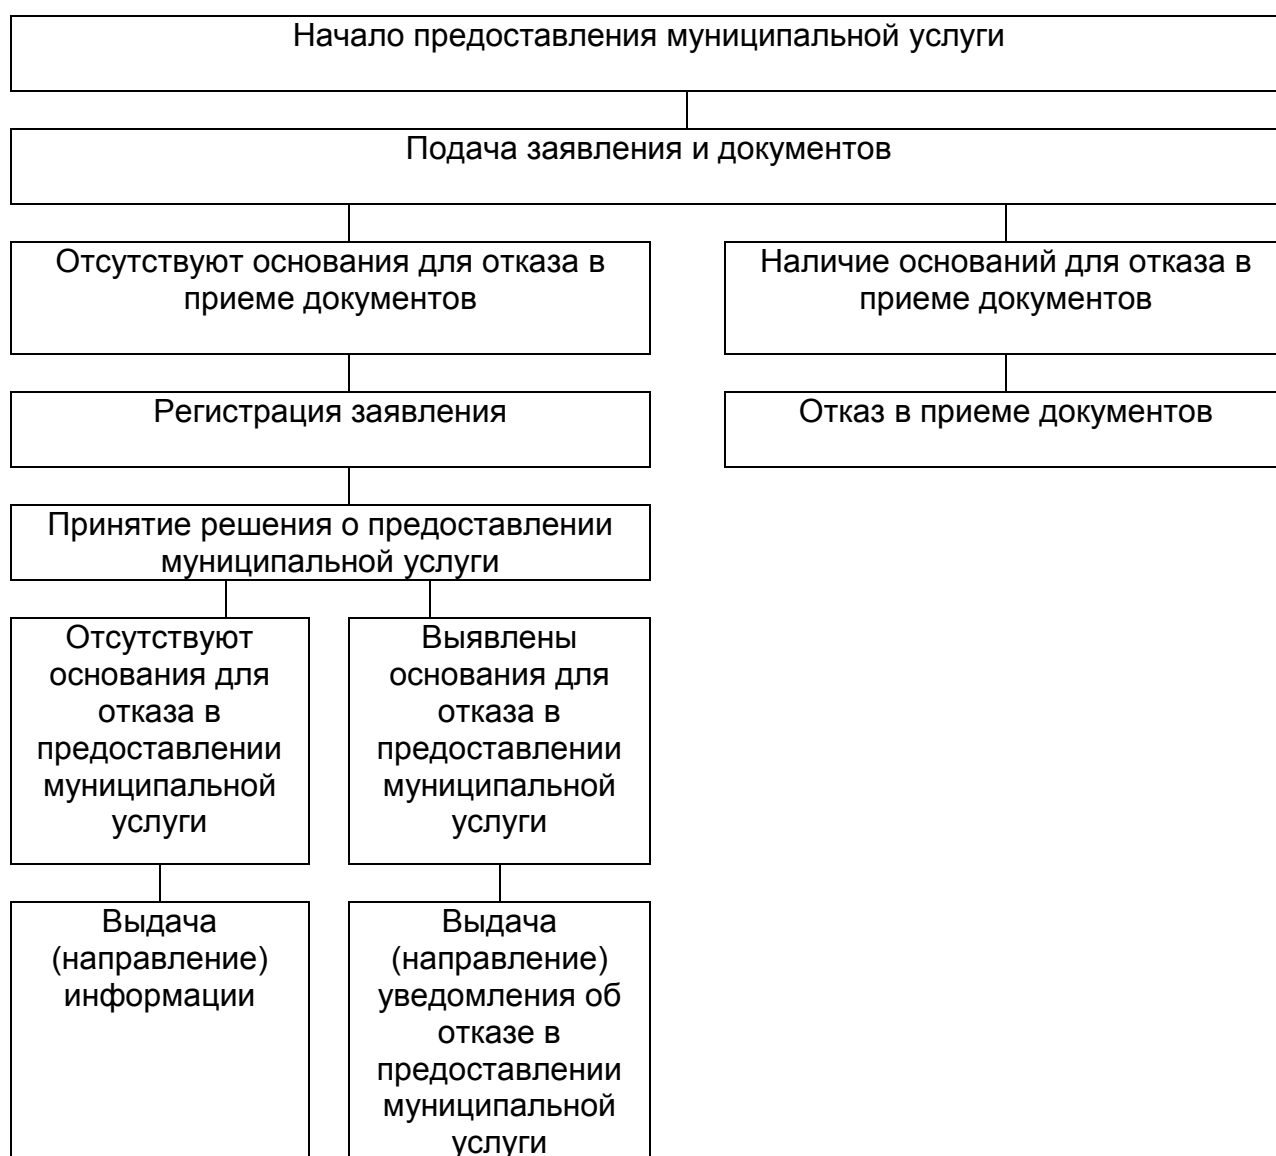 Начало предоставления муниципальной услуги
Подача заявления и документов
Отсутствуют основания для отказа в
приеме документов
Наличие оснований для отказа в
приеме документов
Регистрация заявления
Отказ в приеме документов
Принятие решения о предоставлении
муниципальной услуги
Отсутствуют
основания для
отказа в
предоставлении
муниципальной
услуги
Выявлены
основания для
отказа в
предоставлении
муниципальной
услуги
Выдача
(направление)
информации
Выдача
(направление)
уведомления об
отказе в
предоставлении
муниципальной
услуги